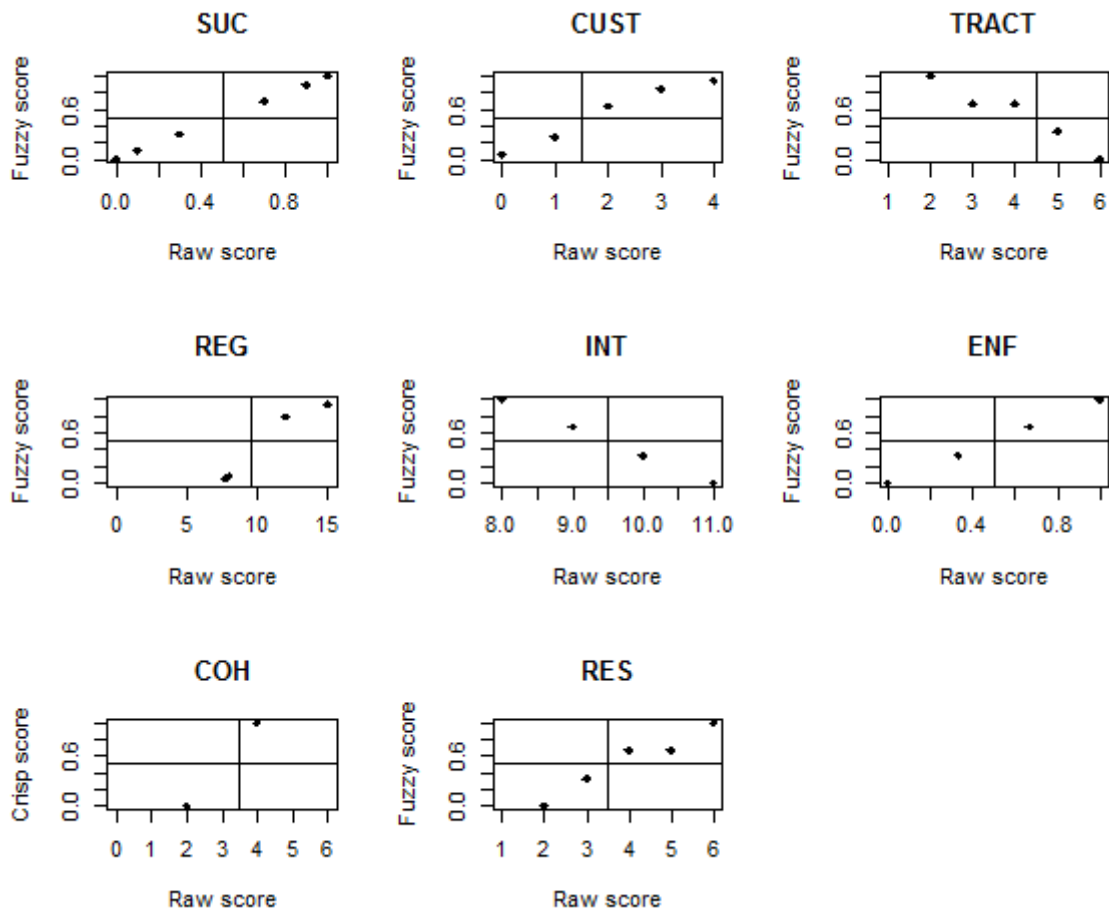 SUC
Fuzzy score
0.0 0.6
0.0 0.4 0.8
Raw score
CUST
Fuzzy score
0.0 0.6
0 1 2 3 4
Raw score
TRACT
Fuzzy score
0.0 0.6
1 2 3 4 5 6
Raw score
REG
Fuzzy score
0.0 0.6
0 5 10 15
Raw score
INT
Fuzzy score
0.0 0.6
8.0 9.0 10.0 11.0
Raw score
ENF
Fuzzy score
0.0 0.6
0.0 0.4 0.8
Raw score
COH
Crisp score
0.0 0.6
0 1 2 3 4 5 6
Raw score
RES
Fuzzy score
0.0 0.6
1 2 3 4 5 6
Raw score